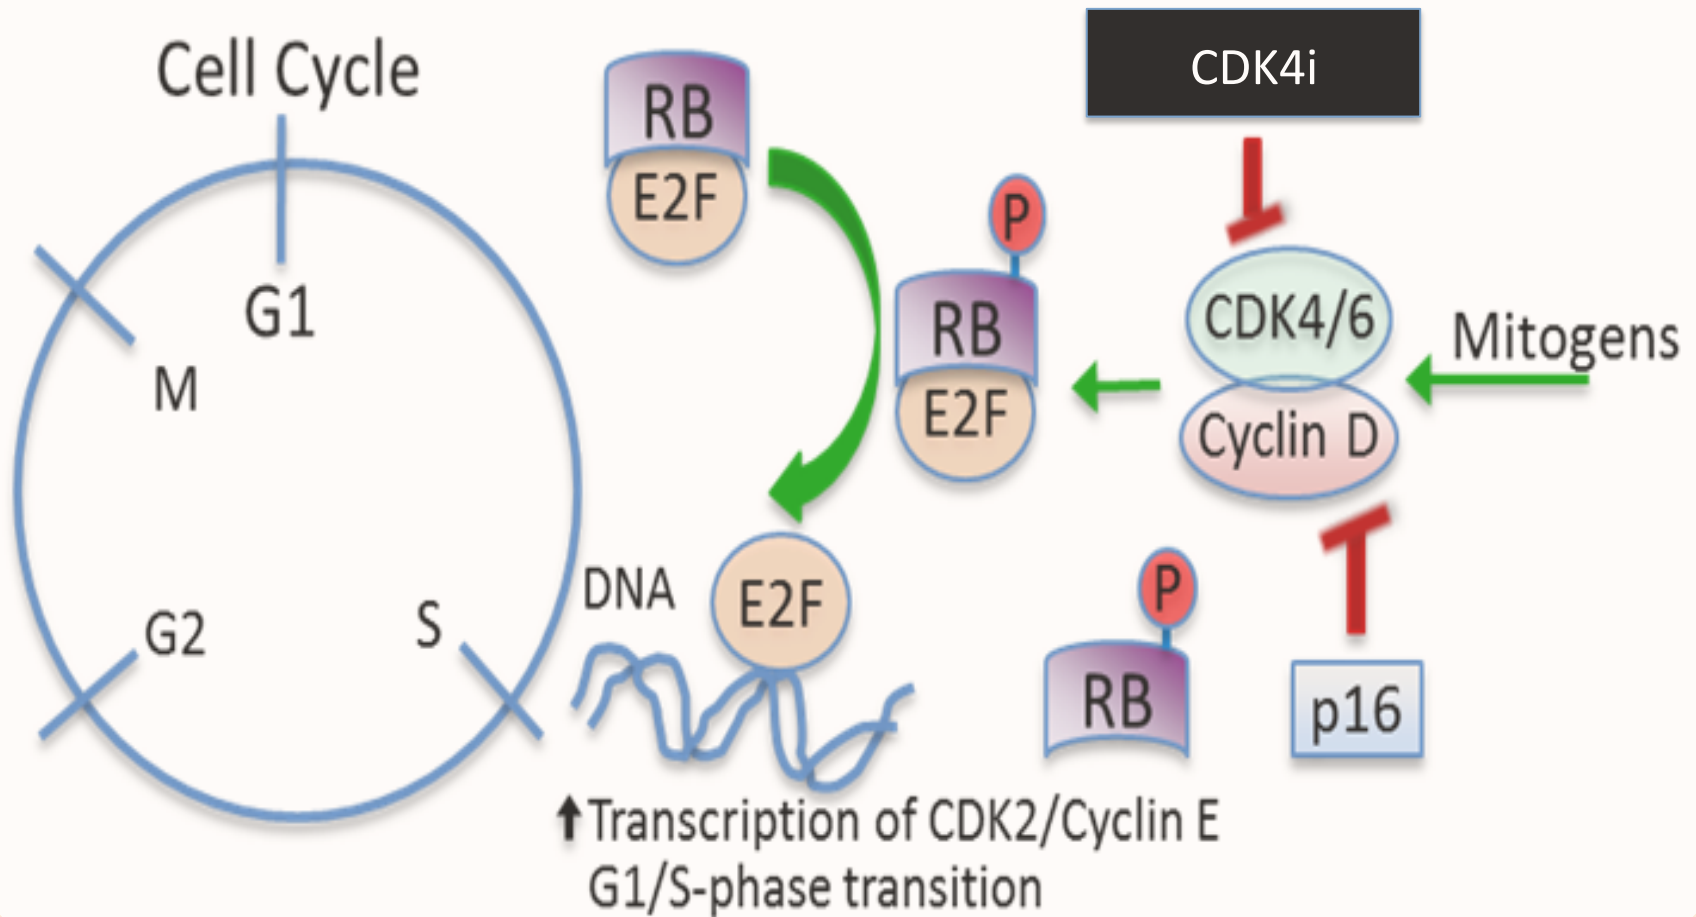 Cell Cycle
G1
M
G2
S
RB
E2F
P
RB
E2F
CDK4i
CDK4/6
Cyclin D
Mitogens
DNA
E2F
P
RB
p16
⬆Transcription of CDK2/Cyclin E
G1/S-phase transition